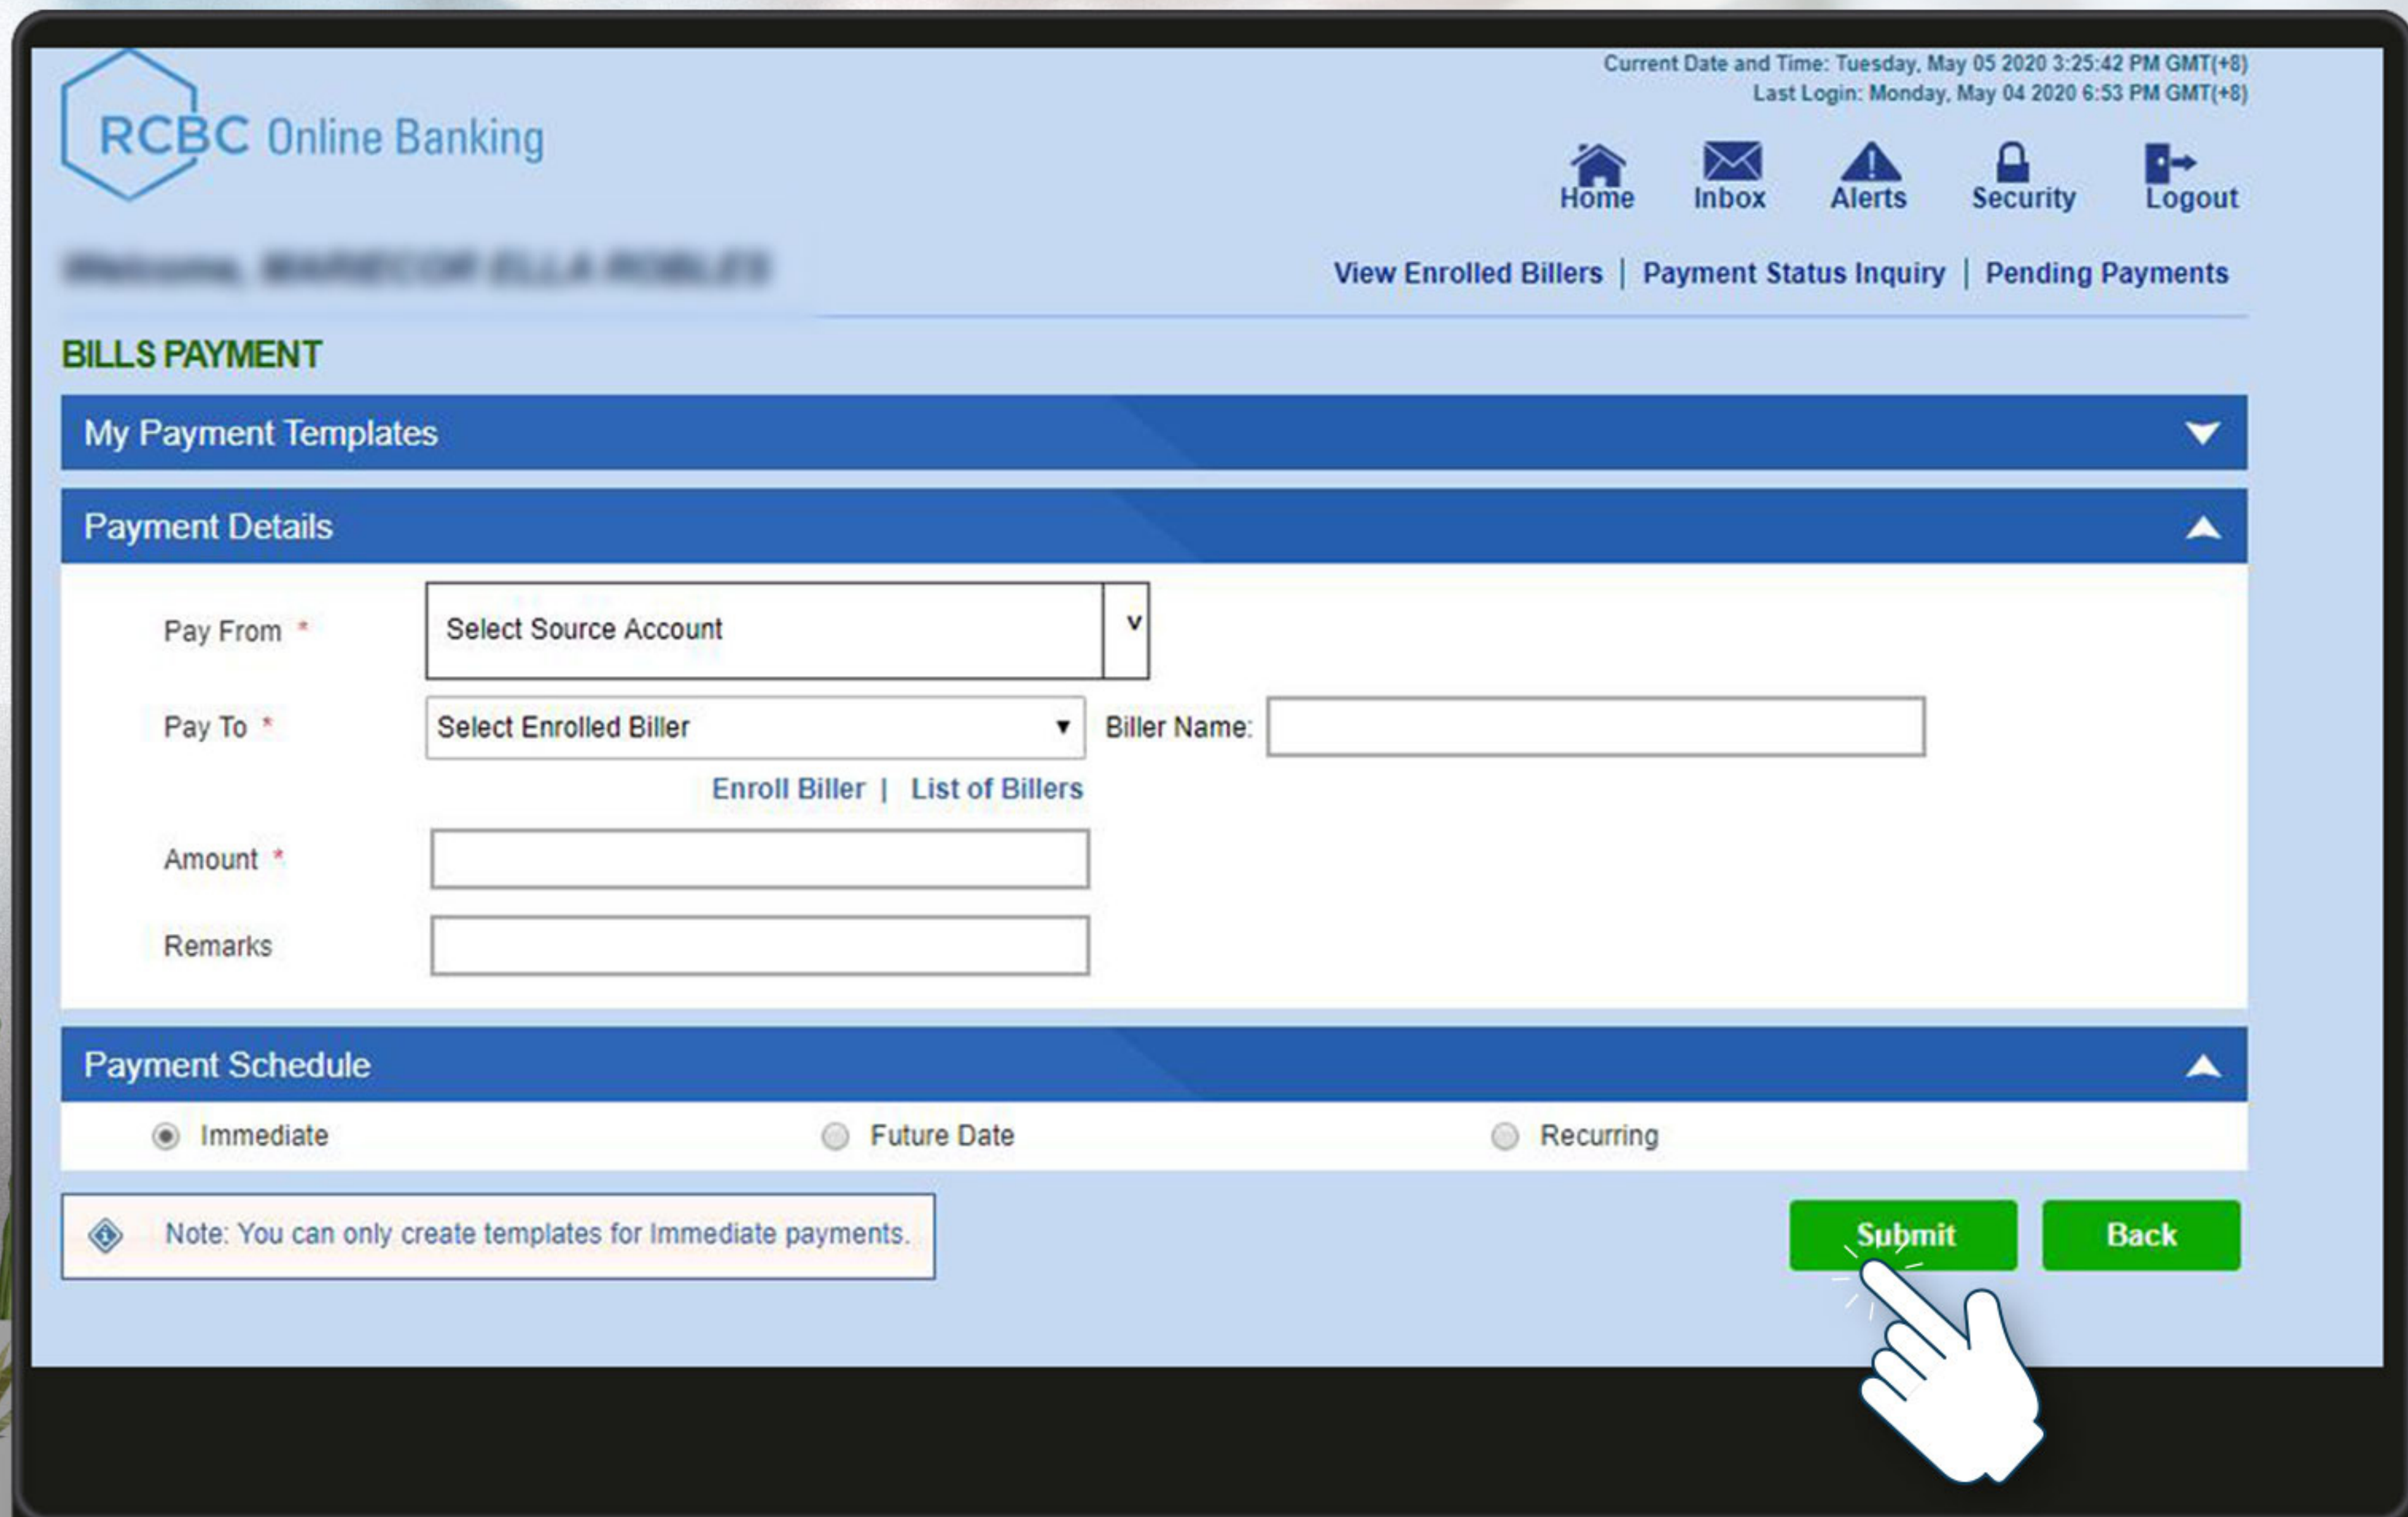 Current Date and Time: Tuesday, May 05 2020 3:25:42 PM GMT(+8)
Last Login: Monday, May 04 2020 6:53 PM GMT(+8)
RCBC Online Banking
Home Inbox Alerts Security Logout
View Enrolled Billers | Payment Status Inquiry | Pending Payments
BILLS PAYMENT
My Payment Templates
Payment Details
Pay From * Select Source Account v
Pay To * Select Enrolled Biller Biller Name:
Enroll Biller | List of Billers
Amount *
Remarks
Payment Schedule
Immediate Future Date Recurring
Note: You can only create templates for Immediate payments.
Submit Back